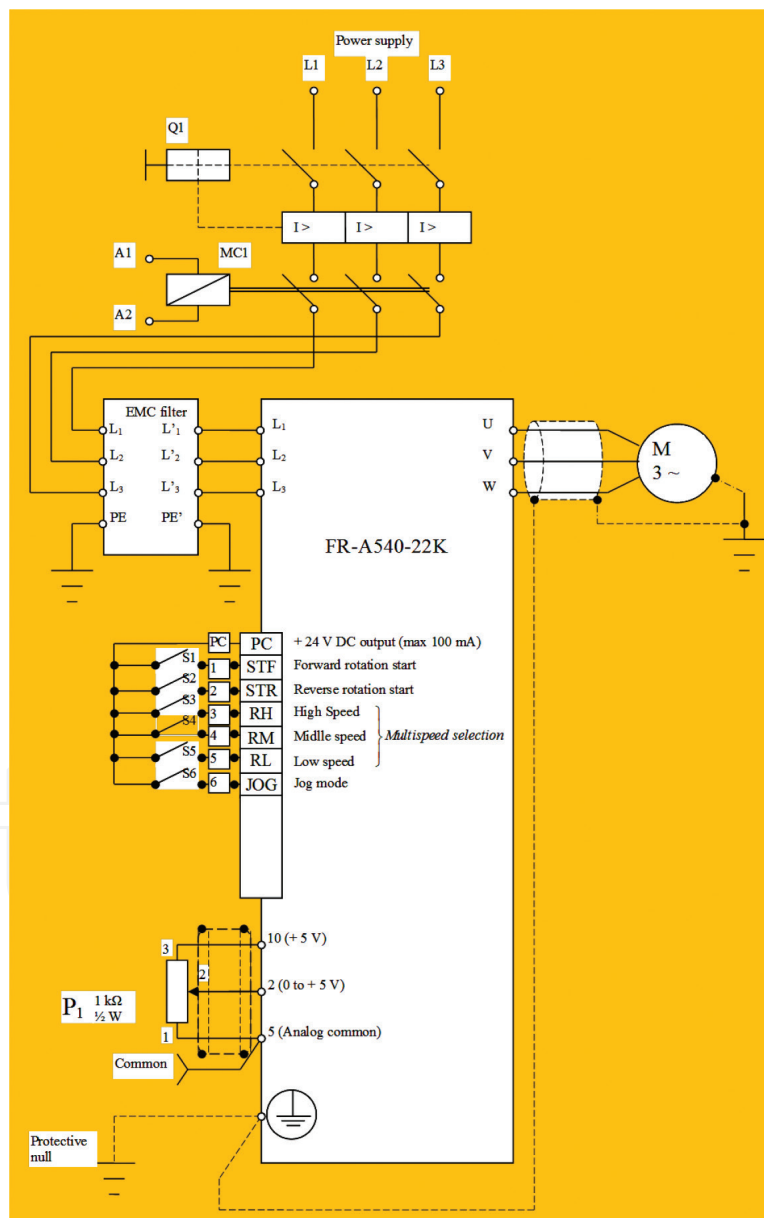 Power supply
L1 L2 L3
Q1
I > I > I >
A1 MC1
A2
EMC filter
L1 L'1 L1 U
L2 L'2 L2 V M
3 ~
L3 L'3 L3 W
PE PE'
FR-A540-22K
PC PC + 24 V DC output (max 100 mA)
S1 1 STF Forward rotation start
S2 2 STR Reverse rotation start
S3 3 RH High Speed
S4 4 RM Midlle speed Multispeed selection
S5 5 RL Low speed
S6 6 JOG Jog mode
3 10 (+ 5 V)
2 2 (0 to + 5 V)
P1 1 kΩ
½ W
1 5 (Analog common)
Common
Protective
null